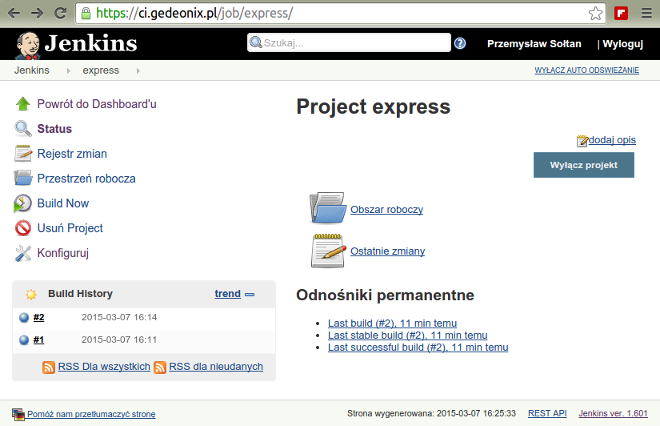 https://ci.gedeonix.pl/job/express/
Jenkins
Szukaj...
Przemysław Sołtan
| Wyloguj
Jenkins
express
WYŁĄCZ AUTO ODŚWIEŻANIE
Powrót do Dashboard'u
Status
Rejestr zmian
Przestrzeń robocza
Build Now
Usuń Project
Konfiguruj
Build History
trend
#2 2015-03-07 16:14
#1 2015-03-07 16:11
RSS Dla wszystkich
RSS dla nieudanych
Project express
dodaj opis
Wyłącz projekt
Obszar roboczy
Ostatnie zmiany
Odnośniki permanentne
Last build (#2), 11 min temu
Last stable build (#2), 11 min temu
Last successful build (#2), 11 min temu
Pomóż nam przetłumaczyć stronę
Strona wygenerowana: 2015-03-07 16:25:33
REST API
Jenkins ver. 1.601